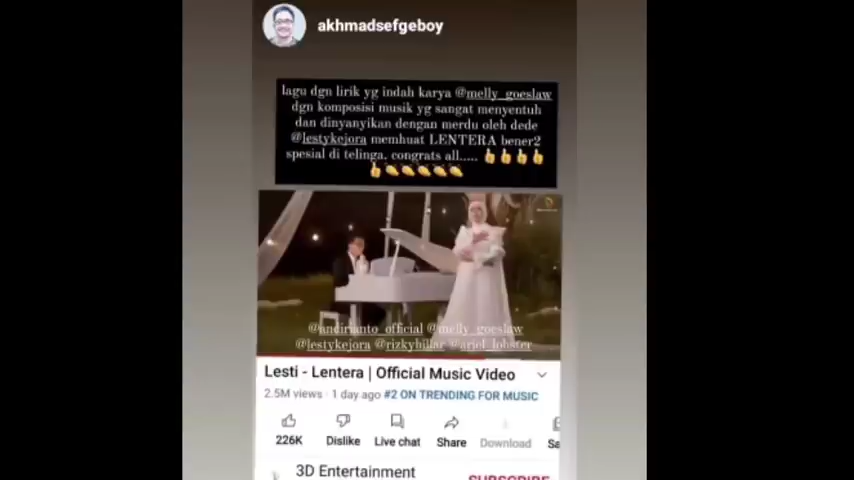 akhmadsefgeboy
lagu dgn lirik yg indah karya @melly_goeslaw
dgn komposisi musik yg sangat menyentuh
dan dinyanyikan dengan merdu oleh dede
@lestykejora membuat LENTERA bener2
spesial di telinga, congrats all.....
@andirianto_official @melly_goeslaw
@lestykejora @rizkybillar @ariel_lobster
Lesti - Lentera | Official Music Video
2.5M views · 1 day ago #2 ON TRENDING FOR MUSIC
226K Dislike Live chat Share Download Sa
3D Entertainment
SUBSCRIBE